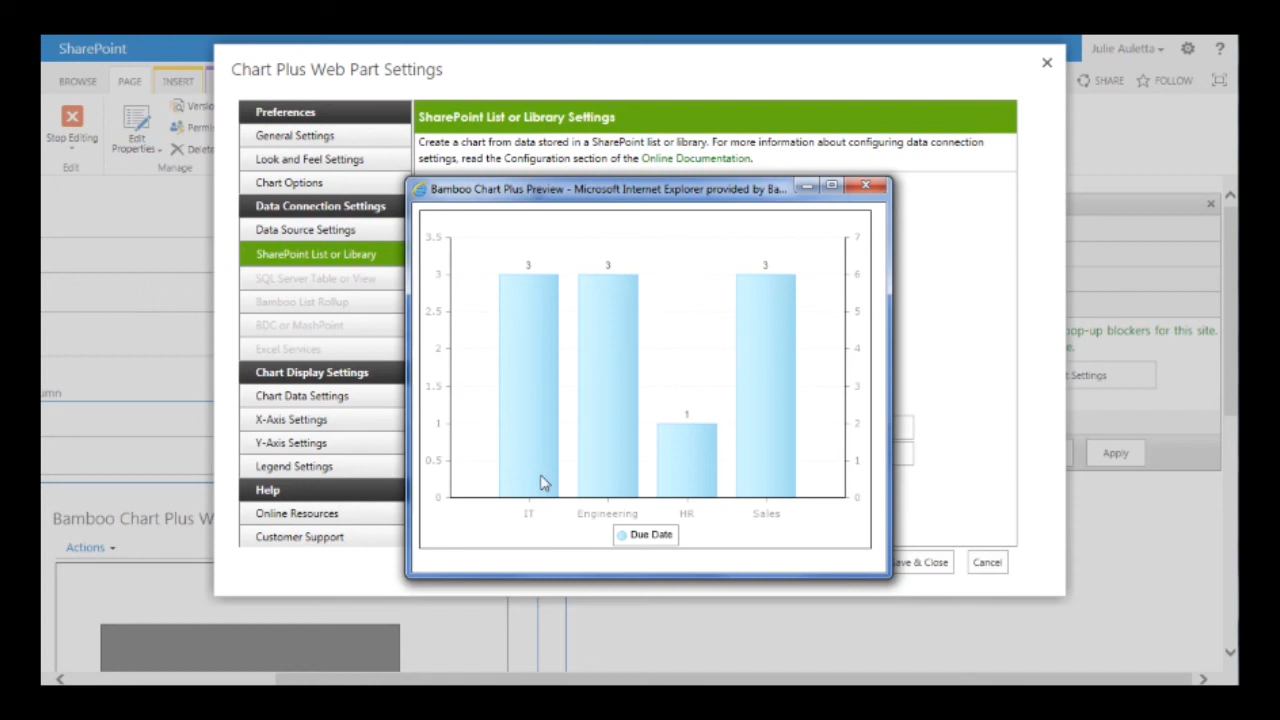 SharePoint
Julie Auletta
?
BROWSE PAGE INSERT
SHARE FOLLOW
Stop Editing
Edit
Properties
Delete
Edit
Manage
umn
Bamboo Chart Plus W
Actions
op-up blockers for this site.
e.
t Settings
Apply
Chart Plus Web Part Settings
Preferences
General Settings
Look and Feel Settings
Chart Options
Data Connection Settings
Data Source Settings
SharePoint List or Library
SQL Server Table or View
Bamboo List Rollup
BDC or MashPoint
Excel Services
Chart Display Settings
Chart Data Settings
X-Axis Settings
Y-Axis Settings
Legend Settings
Help
Online Resources
Customer Support
SharePoint List or Library Settings
Create a chart from data stored in a SharePoint list or library. For more information about configuring data connection
settings, read the Configuration section of the Online Documentation.
Bamboo Chart Plus Preview - Microsoft Internet Explorer provided by Ba...
3.5
3
2.5
2
1.5
1
0.5
0
3 3 1 3
7
6
5
4
3
2
1
0
IT Engineering HR Sales
Due Date
ave & Close
Cancel